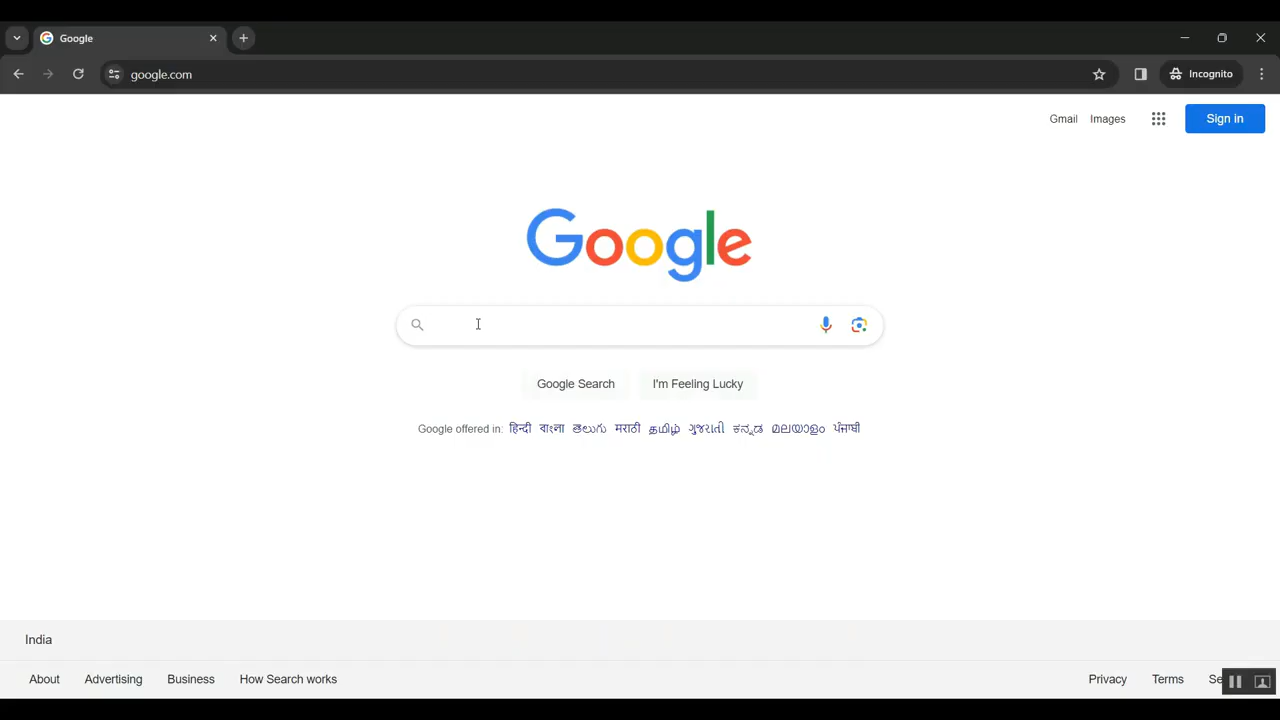 Google
google.com
Incognito
Gmail Images Sign in
Google
Google Search I'm Feeling Lucky
Google offered in: हिन्दी বাংলা తెలుగు मराठी தமிழ் ગુજરાતી ಕನ್ನಡ മലയാളം ਪੰਜਾਬੀ
India
About Advertising Business How Search works Privacy Terms Se